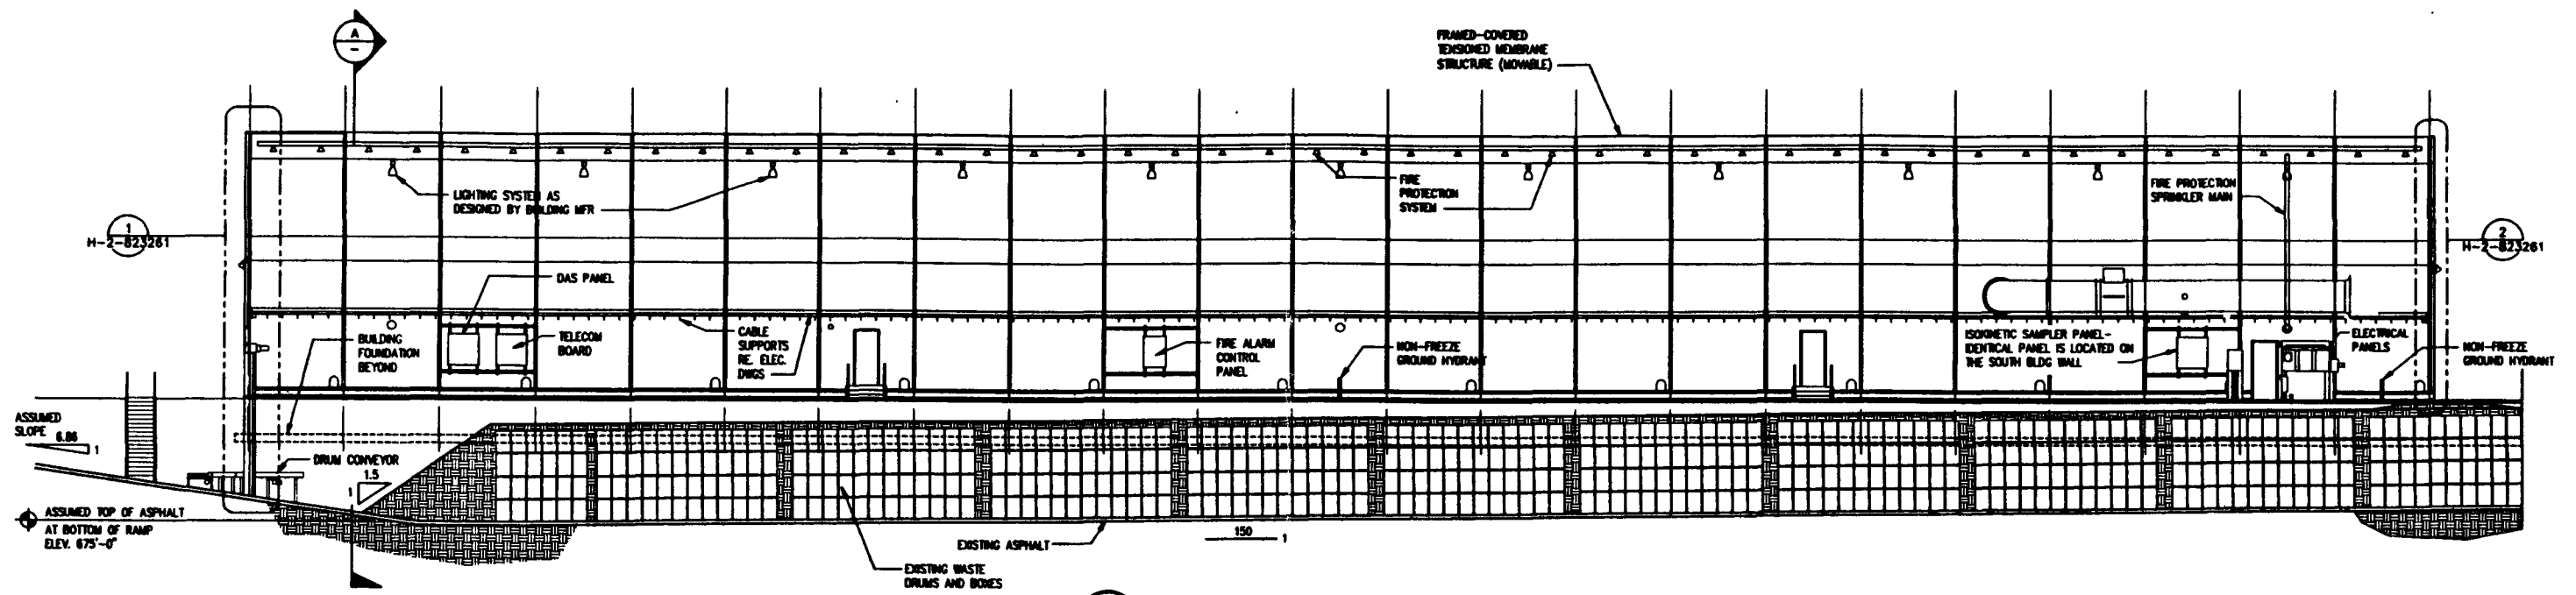 A
-
FRAMED-COVERED
TENSIONED MEMBRANE
STRUCTURE (MOVABLE)
LIGHTING SYSTEM AS
DESIGNED BY BUILDING MFR
FIRE
PROTECTION
SYSTEM
FIRE PROTECTION
SPRINKLER MAIN
1
H-2-823261
2
H-2-823261
DAS PANEL
BUILDING
FOUNDATION
BEYOND
TELECOM
BOARD
CABLE
SUPPORTS
RE. ELEC.
DWGS
FIRE ALARM
CONTROL
PANEL
NON-FREEZE
GROUND HYDRANT
ISOKINETIC SAMPLER PANEL-
IDENTICAL PANEL IS LOCATED ON
THE SOUTH BLDG WALL
ELECTRICAL
PANELS
NON-FREEZE
GROUND HYDRANT
ASSUMED
SLOPE
6.86
1
DRUM CONVEYOR
1.5
1
ASSUMED TOP OF ASPHALT
AT BOTTOM OF RAMP
ELEV. 675'-0"
EXISTING ASPHALT
150
1
EXISTING WASTE
DRUMS AND BOXES